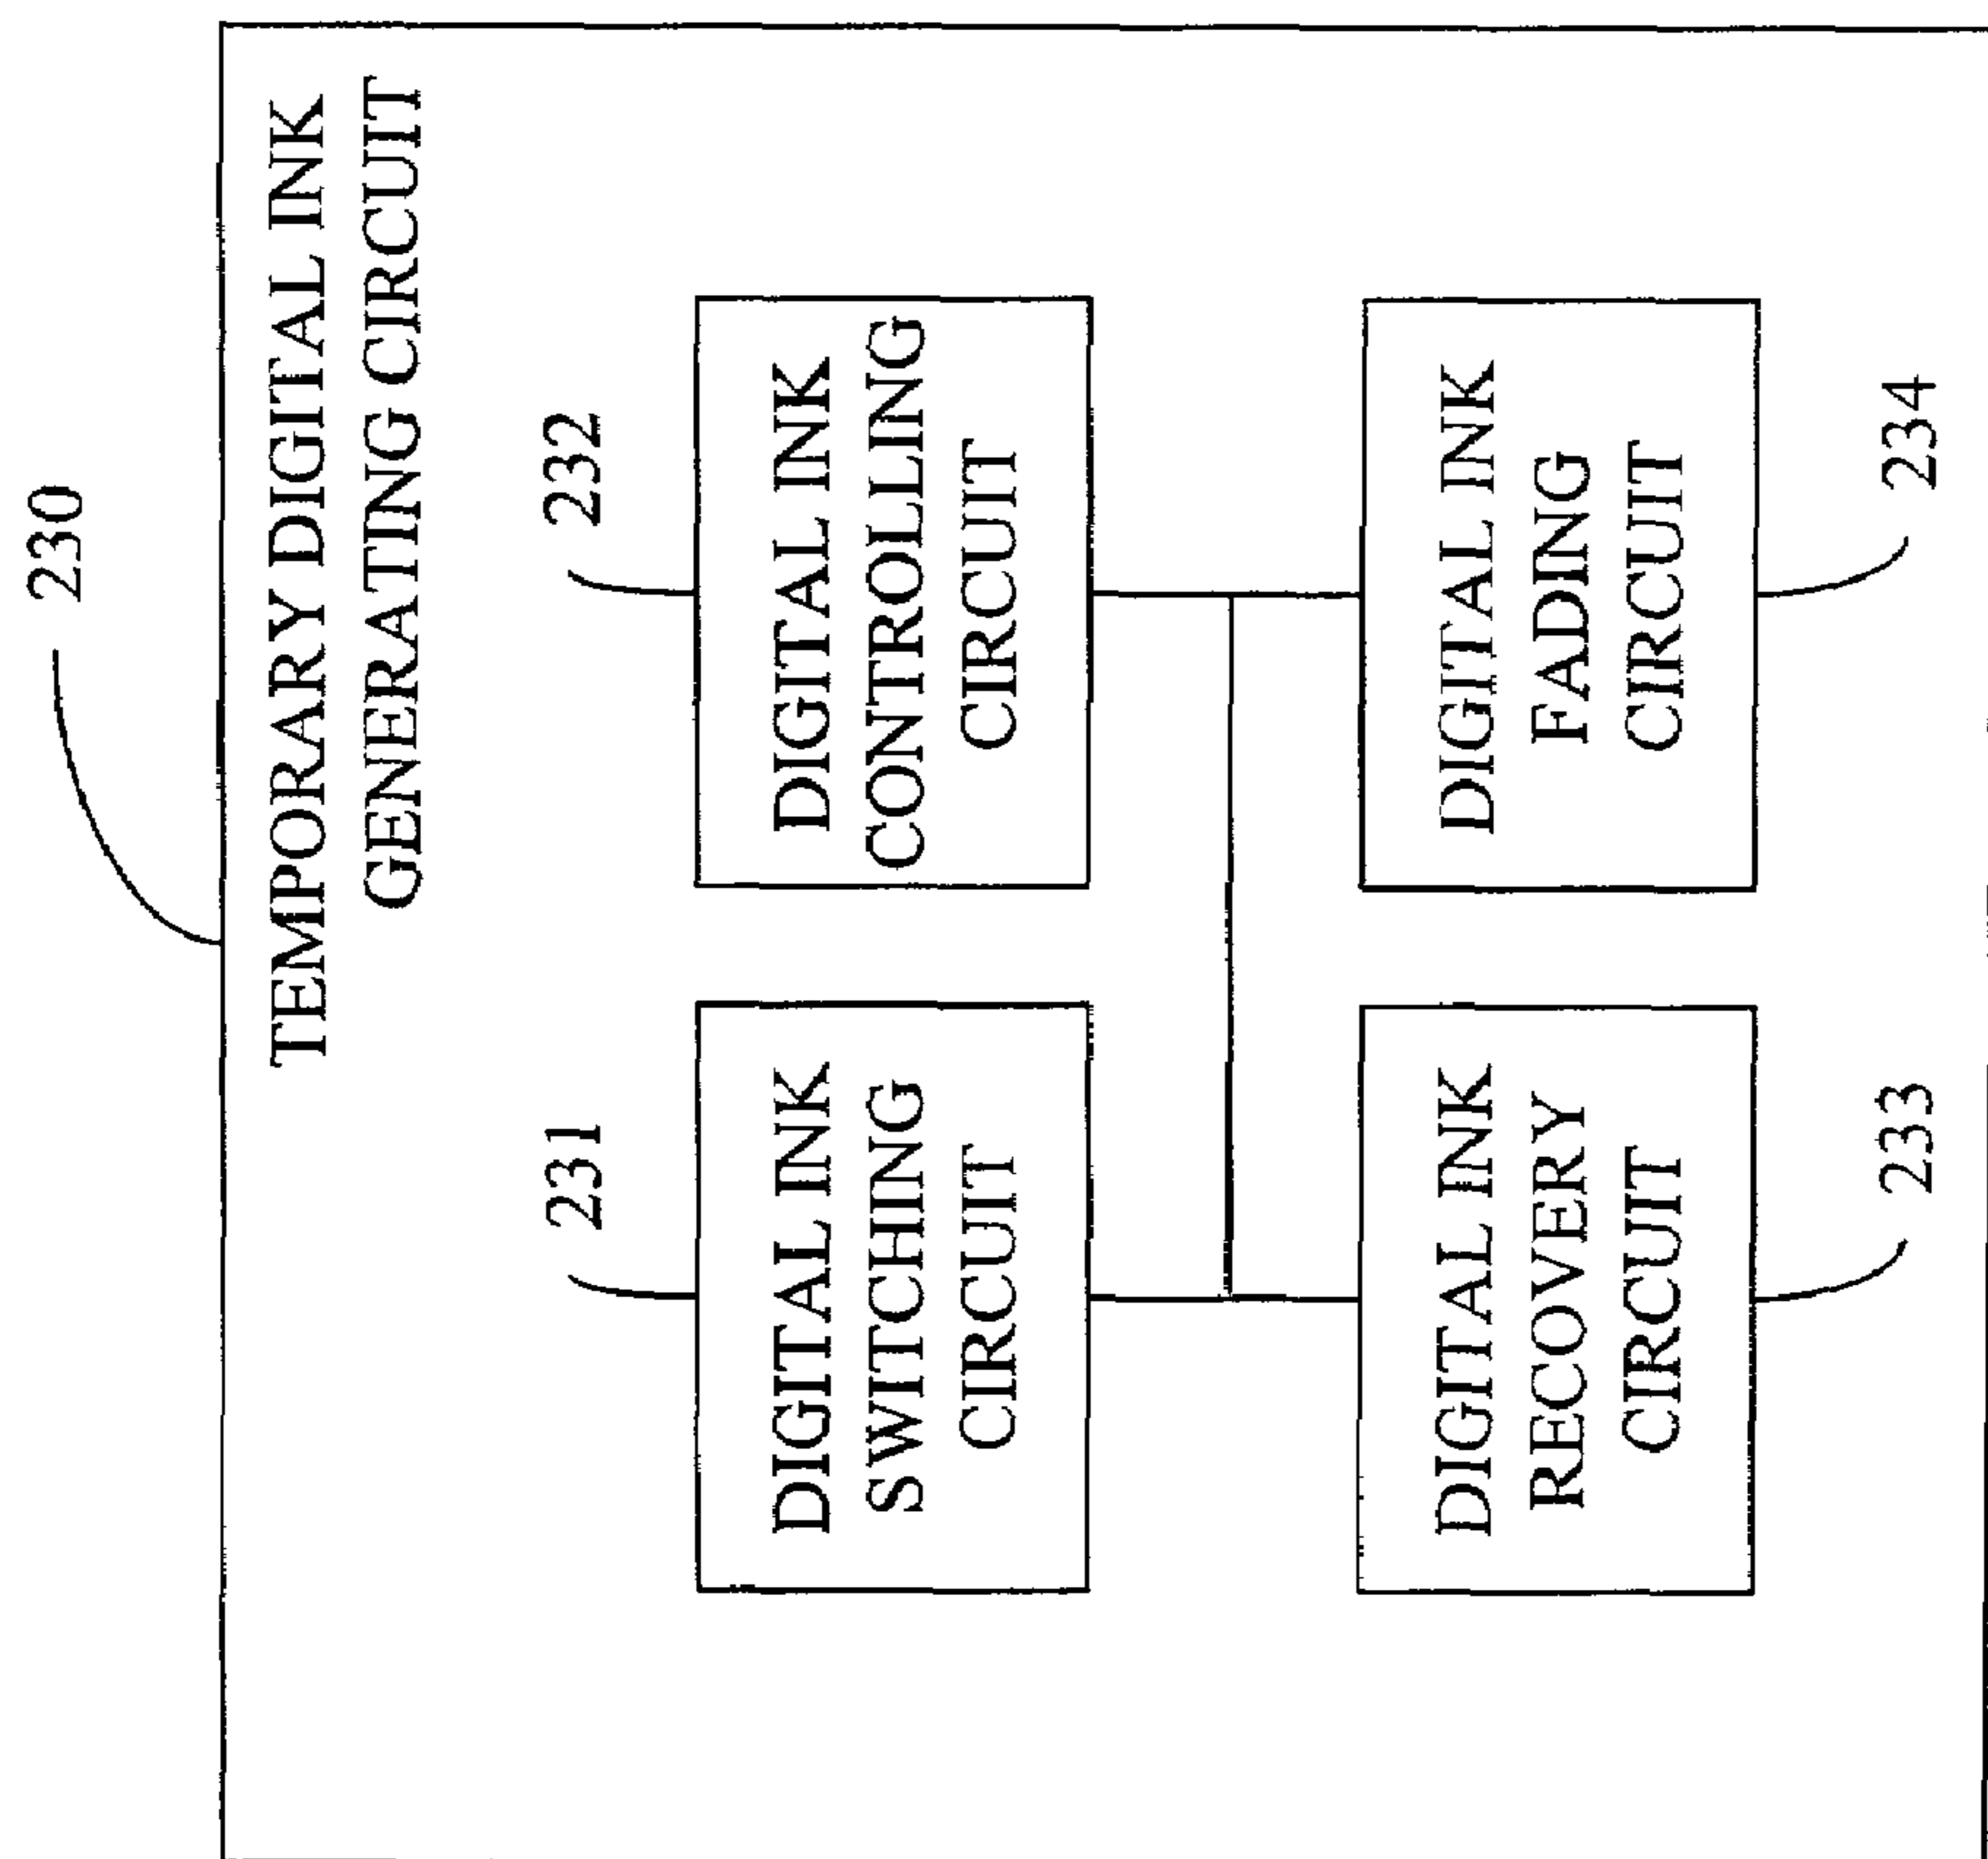 230
TEMPORARY DIGITAL INK
GENERATING CIRCUIT
231
DIGITAL INK
SWITCHING
CIRCUIT
232
DIGITAL INK
CONTROLLING
CIRCUIT
DIGITAL INK
RECOVERY
CIRCUIT
233
DIGITAL INK
FADING
CIRCUIT
234